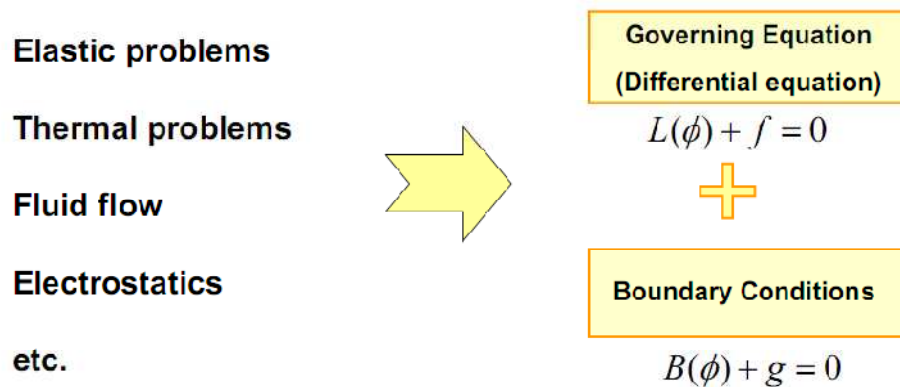 Elastic problems
Thermal problems
Fluid flow
Electrostatics
etc.
Governing Equation
(Differential equation)
L(ϕ) + f = 0
Boundary Conditions
B(ϕ) + g = 0